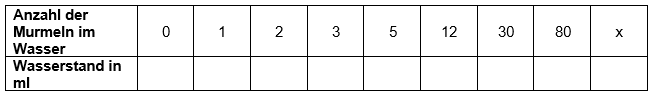 Anzahl der
Murmeln im
Wasser
0 1 2 3 5 12 30 80 x
Wasserstand in
ml